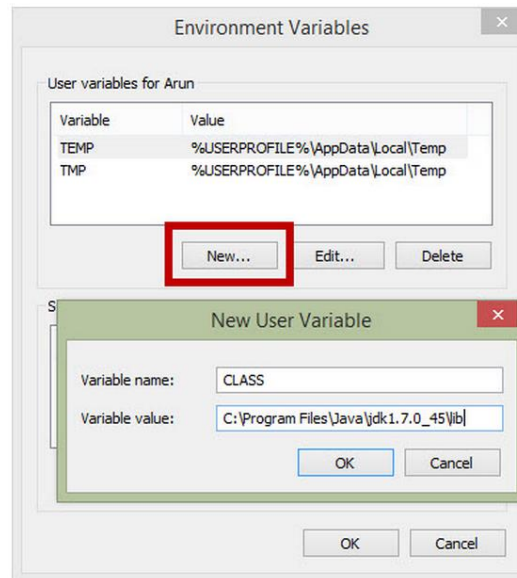 Environment Variables
User variables for Arun
Variable Value
TEMP %USERPROFILE%\AppData\Local\Temp
TMP %USERPROFILE%\AppData\Local\Temp
New... Edit... Delete
S
New User Variable
Variable name: CLASS
Variable value: C:\Program Files\Java\jdk1.7.0_45\lib
OK Cancel
OK Cancel